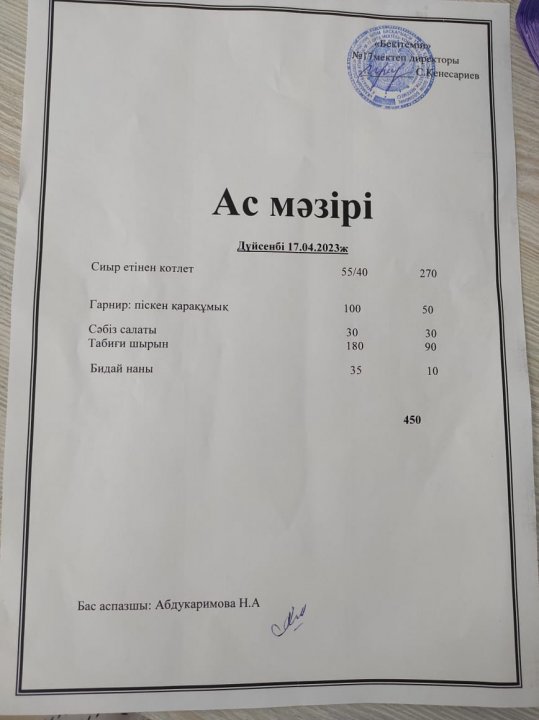 «Бекітемін»
№17мектеп директоры
С.Кенесариев
Ас мәзірі
Дүйсенбі 17.04.2023ж
Сиыр етінен котлет 55/40 270
Гарнир: піскен қарақұмық 100 50
Сәбіз салаты 30 30
Табиғи шырын 180 90
Бидай наны 35 10
450
Бас аспазшы: Абдукаримова Н.А